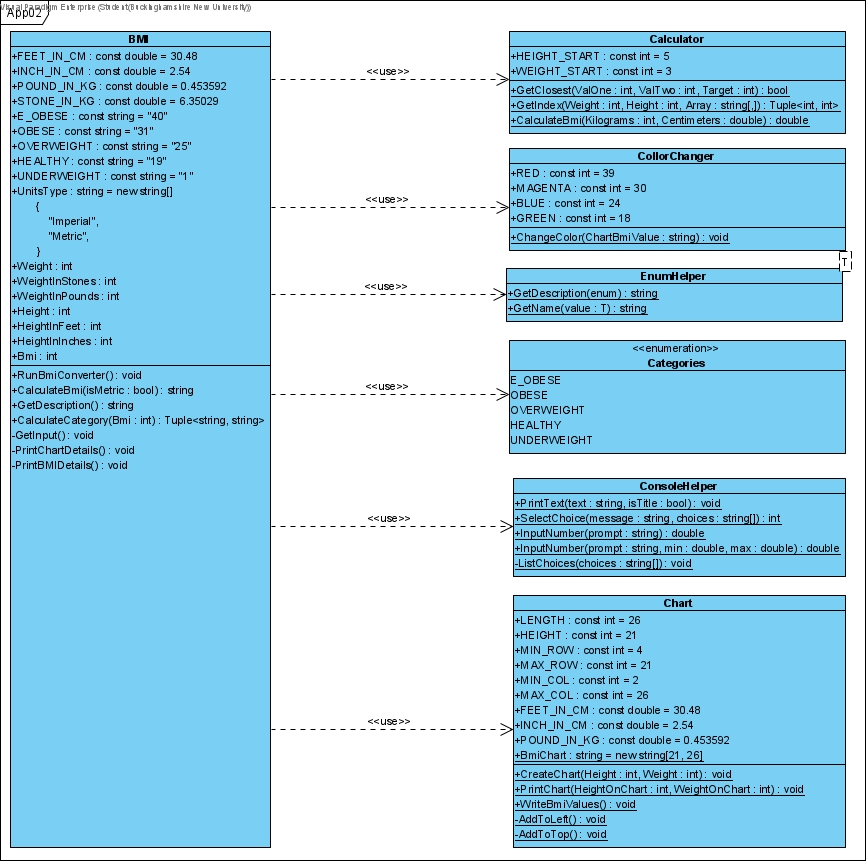 Visual Paradigm Enterprise (Student(Buckinghamshire New University))
App02
BMI
+FEET_IN_CM : const double = 30.48
+INCH_IN_CM : const double = 2.54
+POUND_IN_KG : const double = 0.453592
+STONE_IN_KG : const double = 6.35029
+E_OBESE : const string = "40"
+OBESE : const string = "31"
+OVERWEIGHT : const string = "25"
+HEALTHY : const string = "19"
+UNDERWEIGHT : const string = "1"
+UnitsType : string = new string[]
{
"Imperial",
"Metric",
}
+Weight : int
+WeightInStones : int
+WeightInPounds : int
+Height : int
+HeightInFeet : int
+HeightInInches : int
+Bmi : int
+RunBmiConverter() : void
+CalculateBmi(isMetric : bool) : string
+GetDescription() : string
+CalculateCategory(Bmi : int) : Tuple<string, string>
-GetInput() : void
-PrintChartDetails() : void
-PrintBMIDetails() : void
<<use>>
Calculator
+HEIGHT_START : const int = 5
+WEIGHT_START : const int = 3
+GetClosest(ValOne : int, ValTwo : int, Target : int) : bool
+GetIndex(Weight : int, Height : int, Array : string[,]) : Tuple<int, int>
+CalculateBmi(Kilograms : int, Centimeters : double) : double
<<use>>
CollorChanger
+RED : const int = 39
+MAGENTA : const int = 30
+BLUE : const int = 24
+GREEN : const int = 18
+ChangeColor(ChartBmiValue : string) : void
<<use>>
T
EnumHelper
+GetDescription(enum) : string
+GetName(value : T) : string
<<use>>
<<enumeration>>
Categories
E_OBESE
OBESE
OVERWEIGHT
HEALTHY
UNDERWEIGHT
<<use>>
ConsoleHelper
+PrintText(text : string, isTitle : bool) : void
+SelectChoice(message : string, choices : string[]) : int
+InputNumber(prompt : string) : double
+InputNumber(prompt : string, min : double, max : double) : double
-ListChoices(choices : string[]) : void
<<use>>
Chart
+LENGTH : const int = 26
+HEIGHT : const int = 21
+MIN_ROW : const int = 4
+MAX_ROW : const int = 21
+MIN_COL : const int = 2
+MAX_COL : const int = 26
+FEET_IN_CM : const double = 30.48
+INCH_IN_CM : const double = 2.54
+POUND_IN_KG : const double = 0.453592
+BmiChart : string = new string[21, 26]
+CreateChart(Height : int, Weight : int) : void
+PrintChart(HeightOnChart : int, WeightOnChart : int) : void
+WriteBmiValues() : void
-AddToLeft() : void
-AddToTop() : void